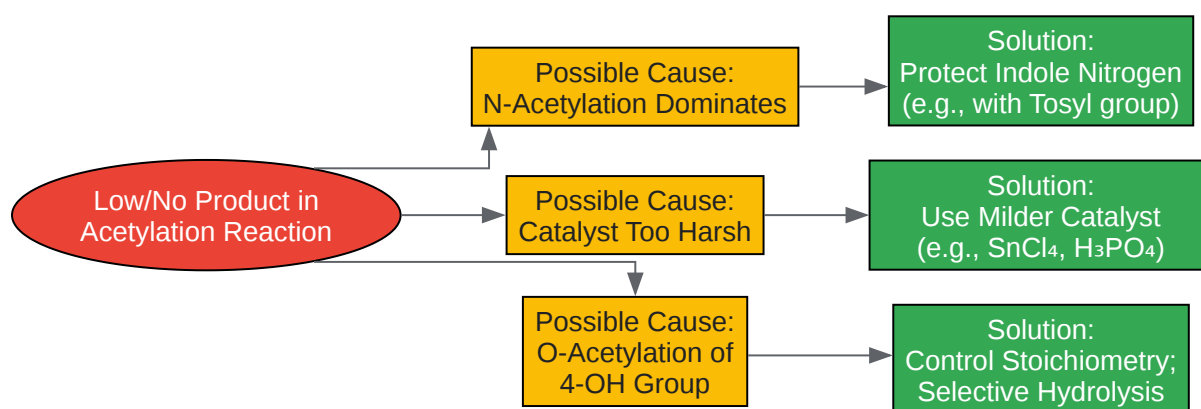 Low/No Product in
Acetylation Reaction
Possible Cause:
N-Acetylation Dominates
Solution:
Protect Indole Nitrogen
(e.g., with Tosyl group)
Possible Cause:
Catalyst Too Harsh
Solution:
Use Milder Catalyst
(e.g., SnCl₄, H₃PO₄)
Possible Cause:
O-Acetylation of
4-OH Group
Solution:
Control Stoichiometry;
Selective Hydrolysis